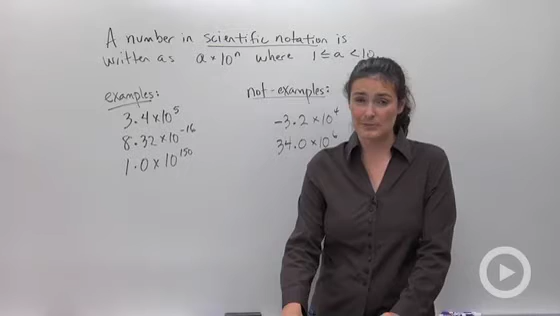 A number in scientific notation is
written as a × 10ⁿ where 1 ≤ a < 10
examples: not-examples:
3.4 × 10⁵ -3.2 × 10⁴
8.32 × 10⁻¹⁶ 34.0 × 10⁶
1.0 × 10¹⁵⁰